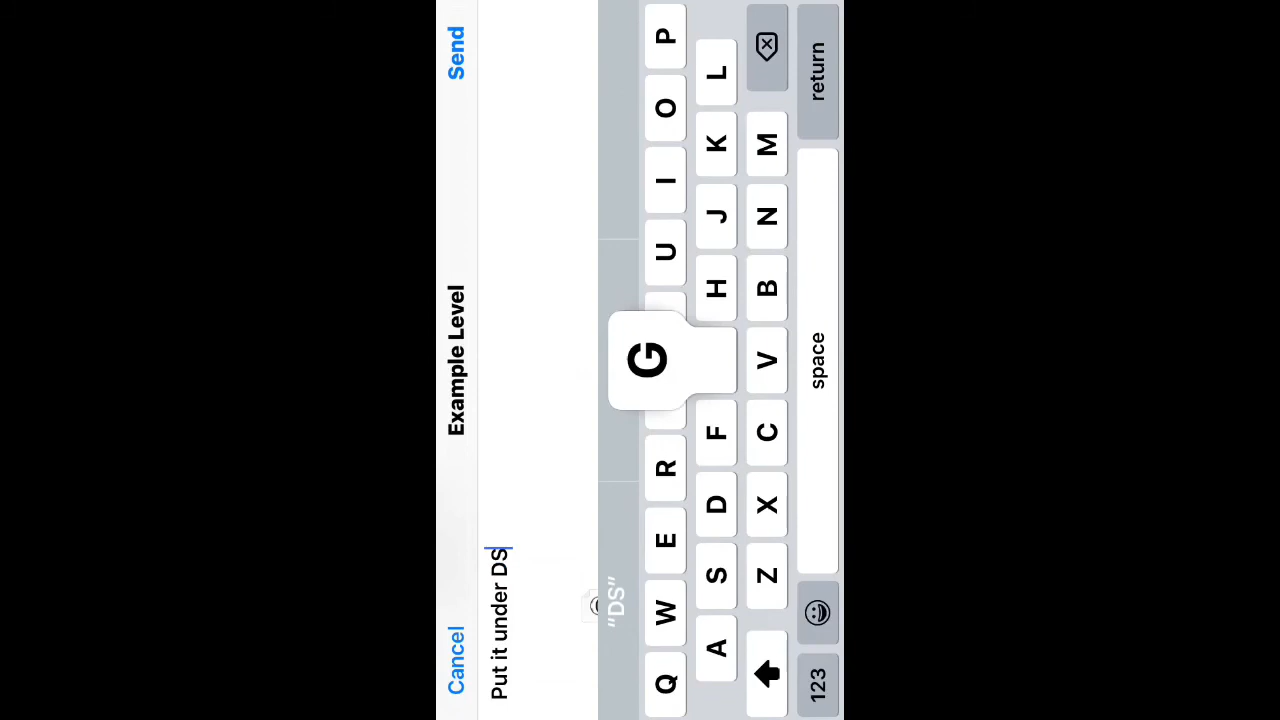 Cancel Example Level Send
Put it under DS
"DS"
Q W E R U I O P
A S D F G H J K L
Z X C V B N M
123 space return